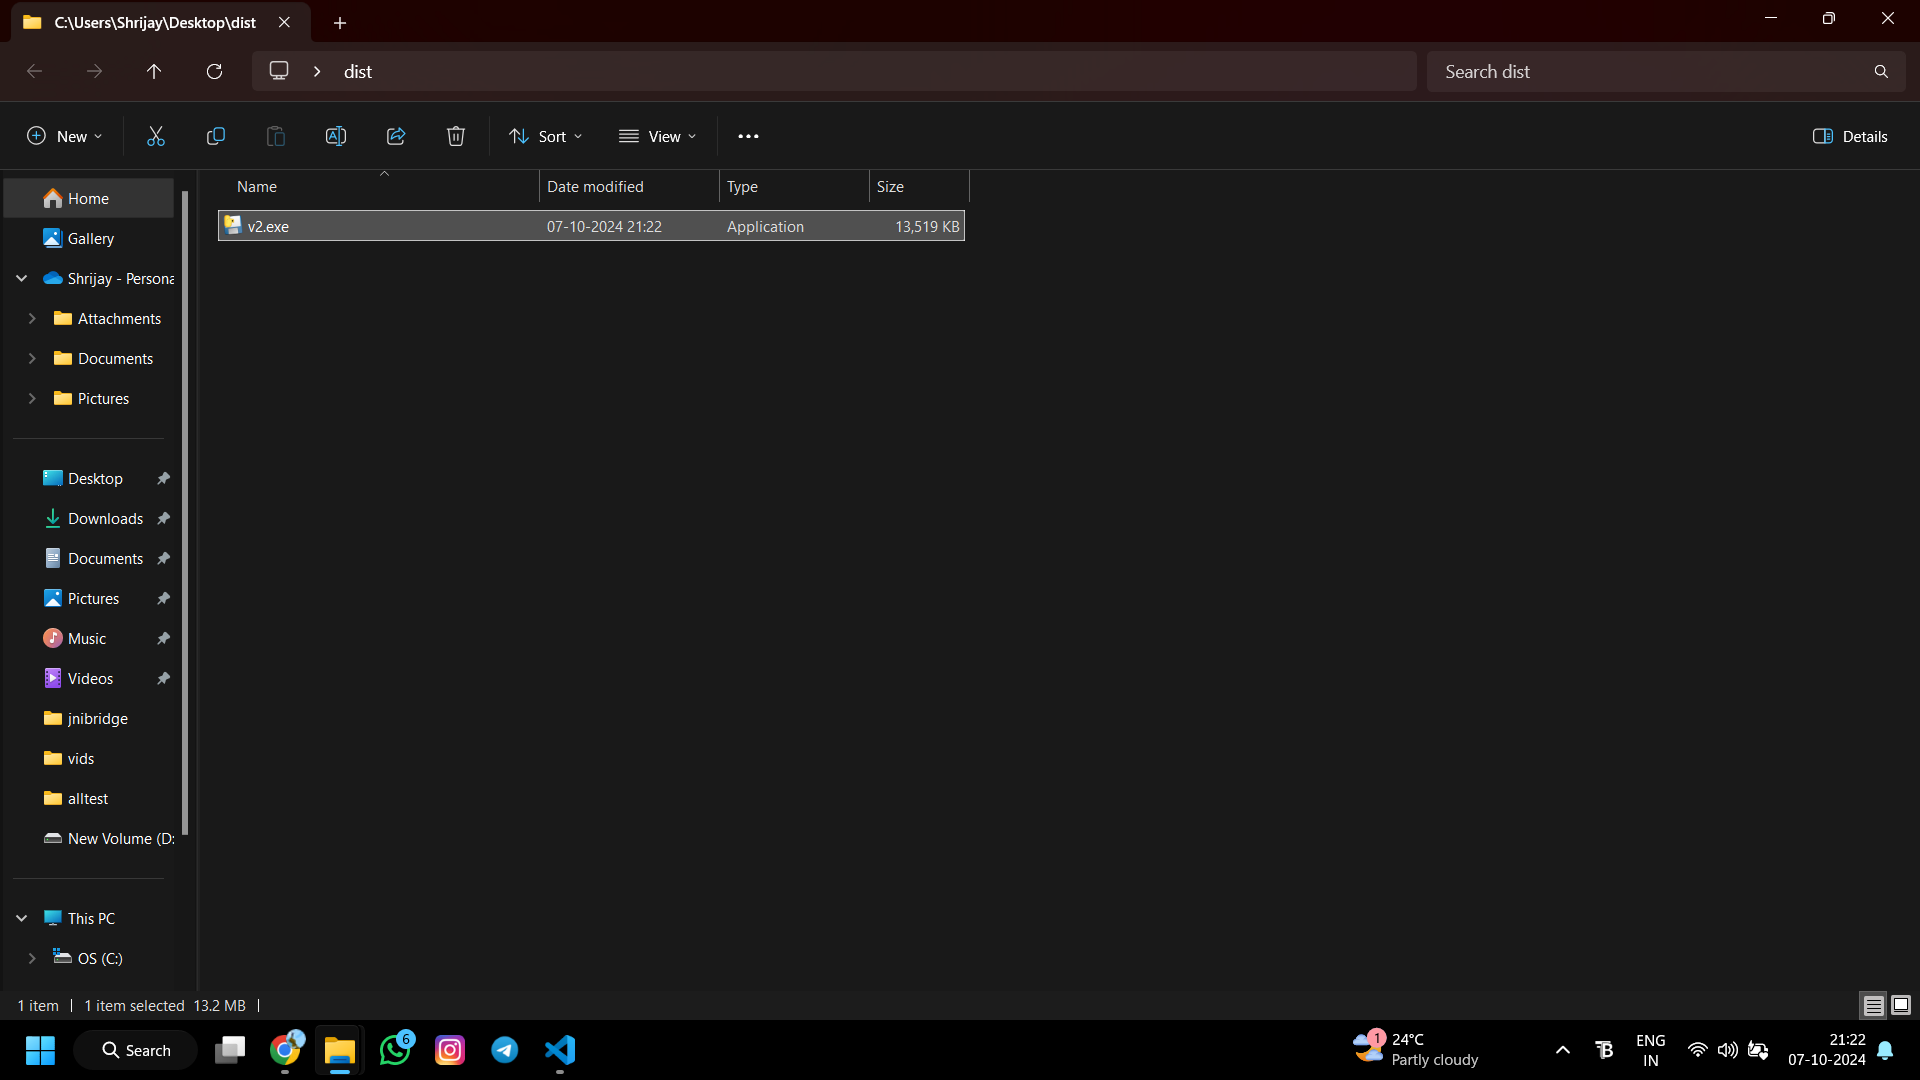 C:\Users\Shrijay\Desktop\dist
dist
Search dist
New
Sort
View
Details
Name
Date modified
Type
Size
v2.exe
07-10-2024 21:22
Application
13,519 KB
Home
Gallery
Shrijay - Persona
Attachments
Documents
Pictures
Desktop
Downloads
Documents
Pictures
Music
Videos
jnibridge
vids
alltest
New Volume (D:
This PC
OS (C:)
1 item
1 item selected 13.2 MB
Search
6
1
24°C
Partly cloudy
ENG
IN
21:22
07-10-2024